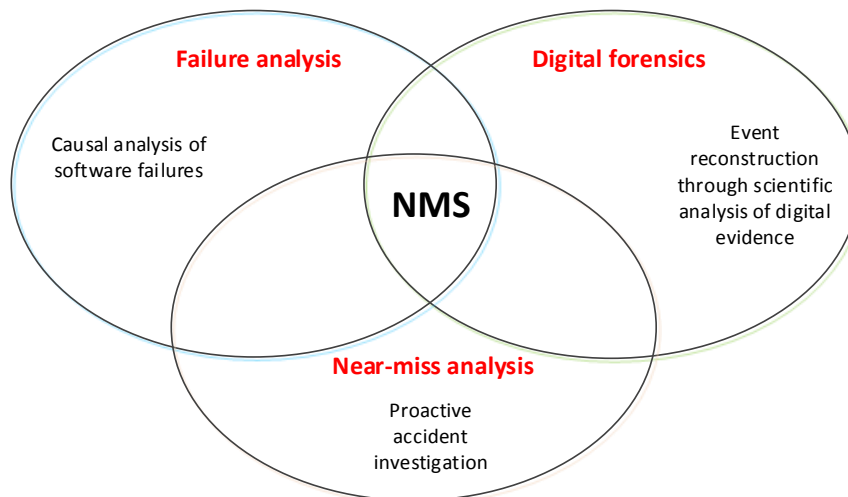 Failure analysis
Digital forensics
Causal analysis of
software failures
Event
reconstruction
through scientific
analysis of digital
evidence
NMS
Near-miss analysis
Proactive
accident
investigation